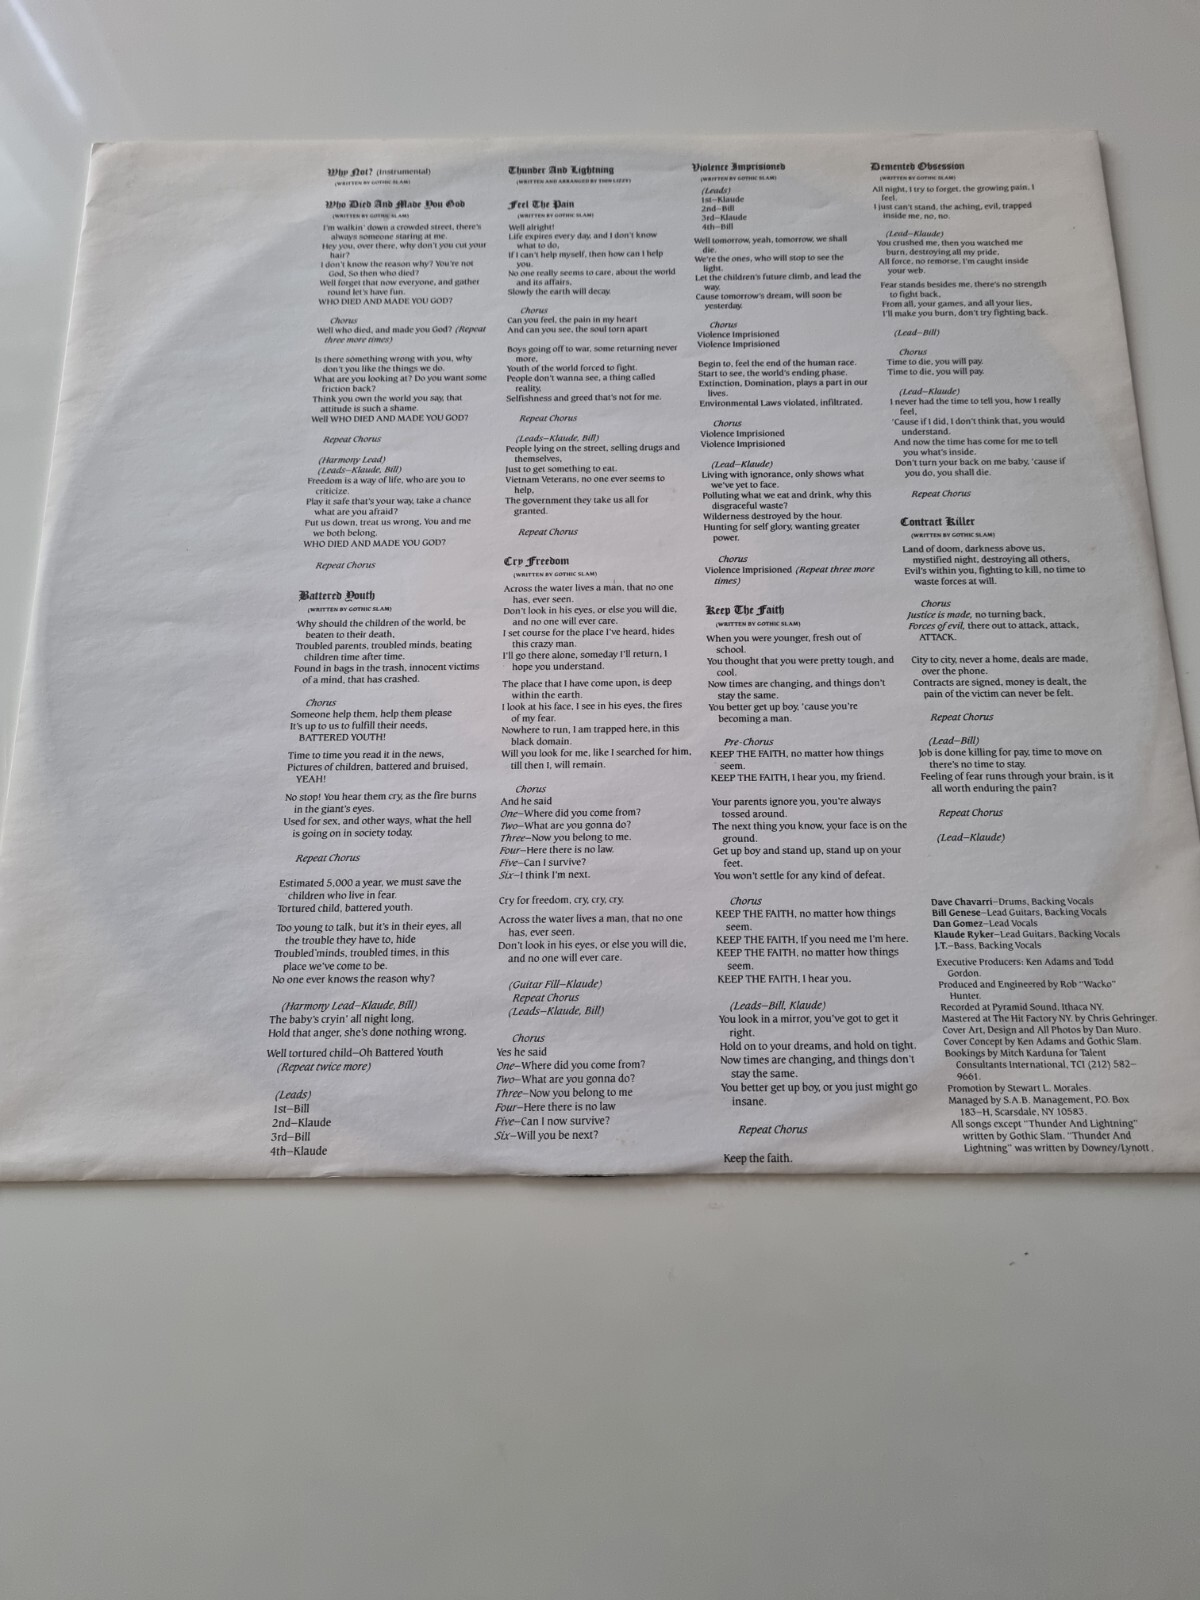 Why Not? (Instrumental)
(WRITTEN BY GOTHIC SLAM)
Who Died And Made You God
(WRITTEN BY GOTHIC SLAM)
I'm walkin' down a crowded street, there's
always someone staring at me.
Hey you, over there, why don't you cut your
hair?
I don't know the reason why? You're not
God, So then who died?
Well forget that now everyone, and gather
round let's have fun.
WHO DIED AND MADE YOU GOD?
Chorus
Well who died, and made you God? (Repeat
three more times)
Is there something wrong with you, why
don't you like the things we do.
What are you looking at? Do you want some
friction back?
Think you own the world you say, that
attitude is such a shame.
Well WHO DIED AND MADE YOU GOD?
Repeat Chorus
(Harmony Lead)
(Leads–Klaude, Bill)
Freedom is a way of life, who are you to
criticize.
Play it safe that's your way, take a chance
what are you afraid?
Put us down, treat us wrong, You and me
we both belong.
WHO DIED AND MADE YOU GOD?
Repeat Chorus
Battered Youth
(WRITTEN BY GOTHIC SLAM)
Why should the children of the world, be
beaten to their death,
Troubled parents, troubled minds, beating
children time after time.
Found in bags in the trash, innocent victims
of a mind, that has crashed.
Chorus
Someone help them, help them please
It's up to us to fulfill their needs,
BATTERED YOUTH!
Time to time you read it in the news,
Pictures of children, battered and bruised,
YEAH!
No stop! You hear them cry, as the fire burns
in the giant's eyes.
Used for sex, and other ways, what the hell
is going on in society today.
Repeat Chorus
Estimated 5,000 a year, we must save the
children who live in fear.
Tortured child, battered youth.
Too young to talk, but it's in their eyes, all
the trouble they have to, hide
Troubled minds, troubled times, in this
place we've come to be.
No one ever knows the reason why?
(Harmony Lead–Klaude, Bill)
The baby's cryin' all night long,
Hold that anger, she's done nothing wrong.
Well tortured child–Oh Battered Youth
(Repeat twice more)
(Leads)
1st–Bill
2nd–Klaude
3rd–Bill
4th–Klaude
Thunder And Lightning
(WRITTEN AND ARRANGED BY THIN LIZZY)
Feel The Pain
(WRITTEN BY GOTHIC SLAM)
Well alright!
Life expires every day, and I don't know
what to do,
If I can't help myself, then how can I help
you.
No one really seems to care, about the world
and its affairs,
Slowly the earth will decay.
Chorus
Can you feel, the pain in my heart
And can you see, the soul torn apart
Boys going off to war, some returning never
more.
Youth of the world forced to fight.
People don't wanna see, a thing called
reality,
Selfishness and greed that's not for me.
Repeat Chorus
(Leads–Klaude, Bill)
People lying on the street, selling drugs and
themselves,
Just to get something to eat.
Vietnam Veterans, no one ever seems to
help,
The government they take us all for
granted.
Repeat Chorus
Cry Freedom
(WRITTEN BY GOTHIC SLAM)
Across the water lives a man, that no one
has, ever seen.
Don't look in his eyes, or else you will die,
and no one will ever care.
I set course for the place I've heard, hides
this crazy man.
I'll go there alone, someday I'll return, I
hope you understand.
The place that I have come upon, is deep
within the earth.
I look at his face, I see in his eyes, the fires
of my fear.
Nowhere to run, I am trapped here, in this
black domain.
Will you look for me, like I searched for him,
till then I, will remain.
Chorus
And he said
One–Where did you come from?
Two–What are you gonna do?
Three–Now you belong to me.
Four–Here there is no law.
Five–Can I survive?
Six–I think I'm next.
Cry for freedom, cry, cry, cry.
Across the water lives a man, that no one
has, ever seen.
Don't look in his eyes, or else you will die,
and no one will ever care.
(Guitar Fill–Klaude)
Repeat Chorus
(Leads–Klaude, Bill)
Chorus
Yes he said
One–Where did you come from?
Two–What are you gonna do?
Three–Now you belong to me
Four–Here there is no law
Five–Can I now survive?
Six–Will you be next?
Violence Imprisioned
(WRITTEN BY GOTHIC SLAM)
(Leads)
1st–Klaude
2nd–Bill
3rd–Klaude
4th–Bill
Well tomorrow, yeah, tomorrow, we shall
die.
We're the ones, who will stop to see the
light.
Let the children's future climb, and lead the
way.
Cause tomorrow's dream, will soon be
yesterday.
Chorus
Violence Imprisioned
Violence Imprisioned
Begin to, feel the end of the human race.
Start to see, the world's ending phase.
Extinction, Domination, plays a part in our
lives.
Environmental Laws violated, infiltrated.
Chorus
Violence Imprisioned
Violence Imprisioned
(Lead–Klaude)
Living with ignorance, only shows what
we've yet to face.
Polluting what we eat and drink, why this
disgraceful waste?
Wilderness destroyed by the hour.
Hunting for self glory, wanting greater
power.
Chorus
Violence Imprisioned (Repeat three more
times)
Keep The Faith
(WRITTEN BY GOTHIC SLAM)
When you were younger, fresh out of
school.
You thought that you were pretty tough, and
cool.
Now times are changing, and things don't
stay the same.
You better get up boy, 'cause you're
becoming a man.
Pre-Chorus
KEEP THE FAITH, no matter how things
seem.
KEEP THE FAITH, I hear you, my friend.
Your parents ignore you, you're always
tossed around.
The next thing you know, your face is on the
ground.
Get up boy and stand up, stand up on your
feet.
You won't settle for any kind of defeat.
Chorus
KEEP THE FAITH, no matter how things
seem.
KEEP THE FAITH, If you need me I'm here.
KEEP THE FAITH, no matter how things
seem.
KEEP THE FAITH, I hear you.
(Leads–Bill, Klaude)
You look in a mirror, you've got to get it
right.
Hold on to your dreams, and hold on tight.
Now times are changing, and things don't
stay the same.
You better get up boy, or you just might go
insane.
Repeat Chorus
Keep the faith.
Demented Obsession
(WRITTEN BY GOTHIC SLAM)
All night, I try to forget, the growing pain, I
feel.
I just can't stand, the aching, evil, trapped
inside me, no, no.
(Lead–Klaude)
You crushed me, then you watched me
burn, destroying all my pride.
All force, no remorse, I'm caught inside
your web.
Fear stands besides me, there's no strength
to fight back,
From all, your games, and all your lies,
I'll make you burn, don't try fighting back.
(Lead–Bill)
Chorus
Time to die, you will pay.
Time to die, you will pay.
(Lead–Klaude)
I never had the time to tell you, how I really
feel,
'Cause if I did, I don't think that, you would
understand.
And now the time has come for me to tell
you what's inside.
Don't turn your back on me baby, 'cause if
you do, you shall die.
Repeat Chorus
Contract Killer
(WRITTEN BY GOTHIC SLAM)
Land of doom, darkness above us,
mystified night, destroying all others,
Evil's within you, fighting to kill, no time to
waste forces at will.
Chorus
Justice is made, no turning back,
Forces of evil, there out to attack, attack,
ATTACK.
City to city, never a home, deals are made,
over the phone.
Contracts are signed, money is dealt, the
pain of the victim can never be felt.
Repeat Chorus
(Lead–Bill)
Job is done killing for pay, time to move on
there's no time to stay.
Feeling of fear runs through your brain, is it
all worth enduring the pain?
Repeat Chorus
(Lead–Klaude)
Dave Chavarri–Drums, Backing Vocals
Bill Genese–Lead Guitars, Backing Vocals
Dan Gomez–Lead Vocals
Klaude Ryker–Lead Guitars, Backing Vocals
J.T.–Bass, Backing Vocals
Executive Producers: Ken Adams and Todd
Gordon.
Produced and Engineered by Rob "Wacko"
Hunter.
Recorded at Pyramid Sound, Ithaca NY.
Mastered at The Hit Factory NY. by Chris Gehringer.
Cover Art, Design and All Photos by Dan Muro.
Cover Concept by Ken Adams and Gothic Slam.
Bookings by Mitch Karduna for Talent
Consultants International, TCI (212) 582–
9661.
Promotion by Stewart L. Morales.
Managed by S.A.B. Management, P.O. Box
183–H, Scarsdale, NY 10583.
All songs except "Thunder And Lightning"
written by Gothic Slam. "Thunder And
Lightning" was written by Downey/Lynott.